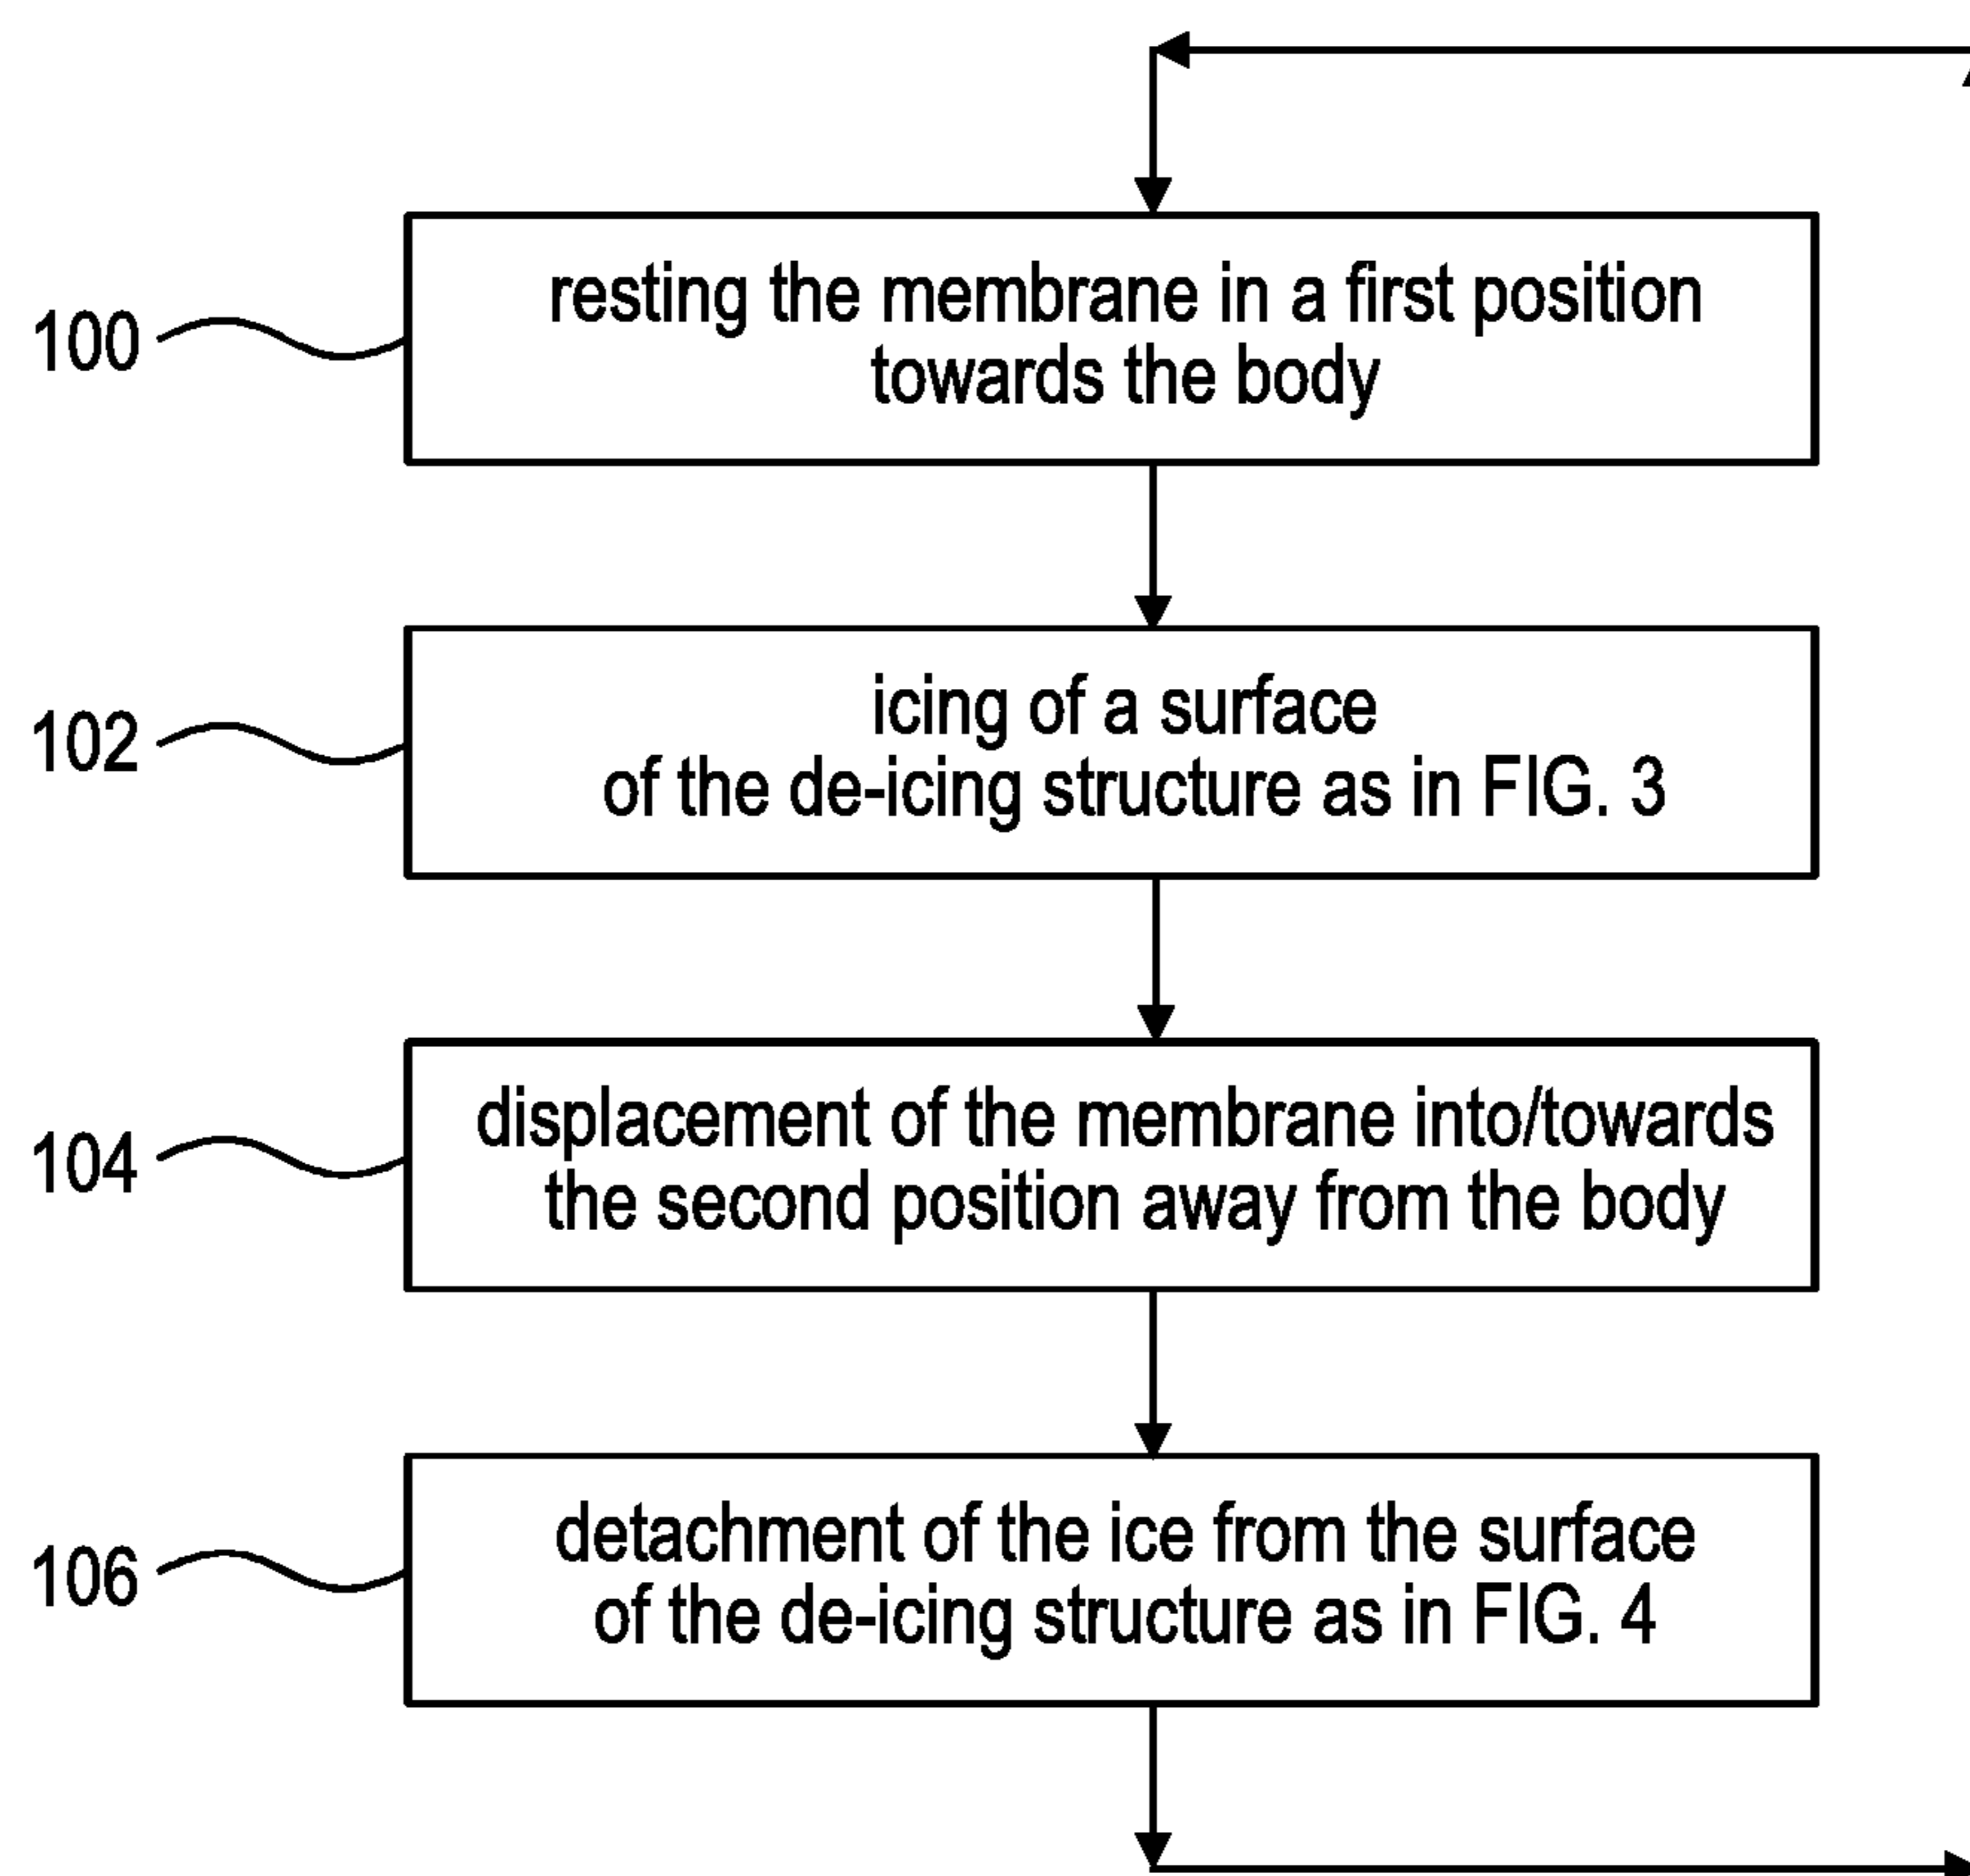 100
resting the membrane in a first position
towards the body
102
icing of a surface
of the de-icing structure as in FIG. 3
104
displacement of the membrane into/towards
the second position away from the body
106
detachment of the ice from the surface
of the de-icing structure as in FIG. 4